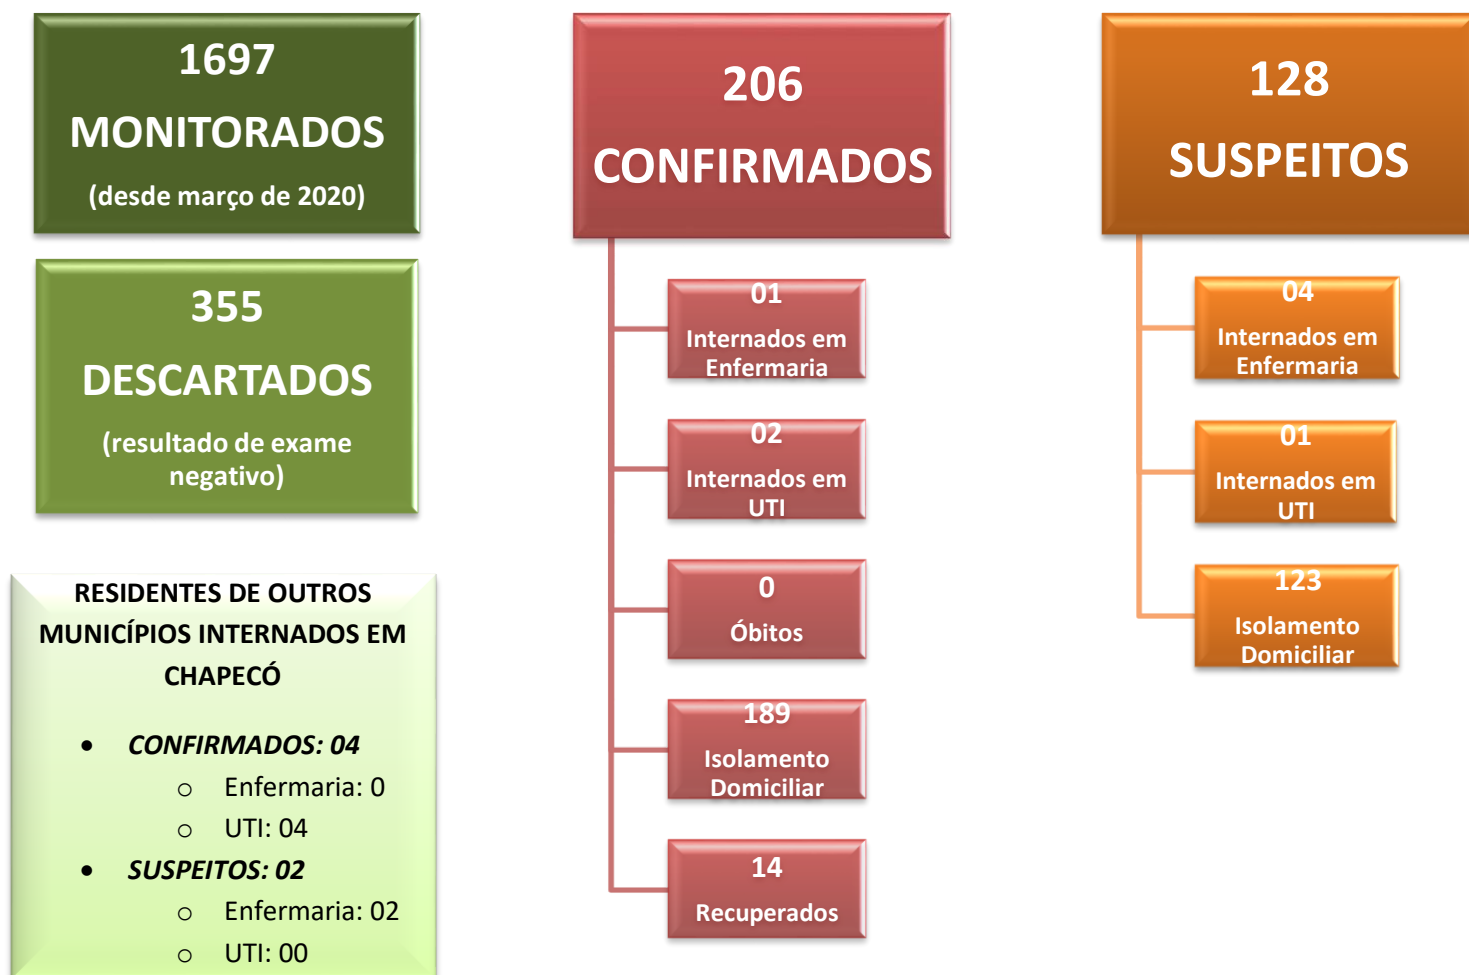 1697
MONITORADOS
(desde março de 2020)
355
DESCARTADOS
(resultado de exame
negativo)
RESIDENTES DE OUTROS
MUNICÍPIOS INTERNADOS EM
CHAPECÓ
• CONFIRMADOS: 04
o Enfermaria: 0
o UTI: 04
• SUSPEITOS: 02
o Enfermaria: 02
o UTI: 00
206
CONFIRMADOS
01
Internados em
Enfermaria
02
Internados em
UTI
0
Óbitos
189
Isolamento
Domiciliar
14
Recuperados
128
SUSPEITOS
04
Internados em
Enfermaria
01
Internados em
UTI
123
Isolamento
Domiciliar